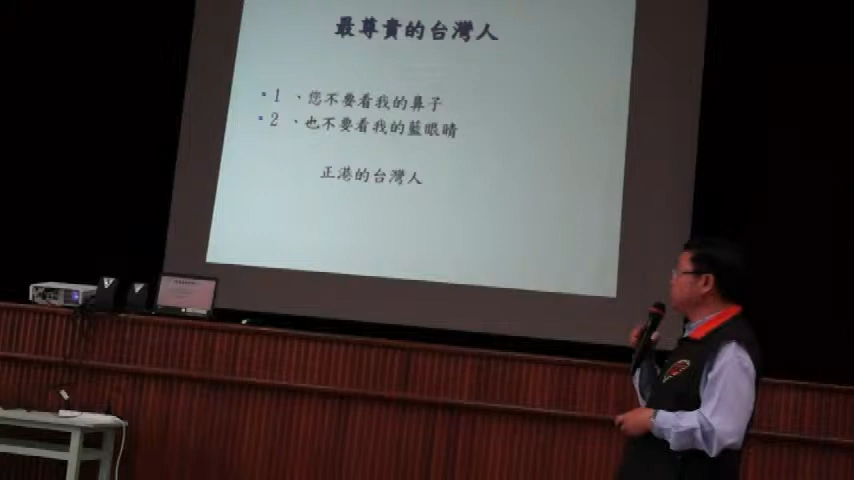 最尊貴的台灣人
1、您不要看我的鼻子
2、也不要看我的藍眼睛
正港的台灣人